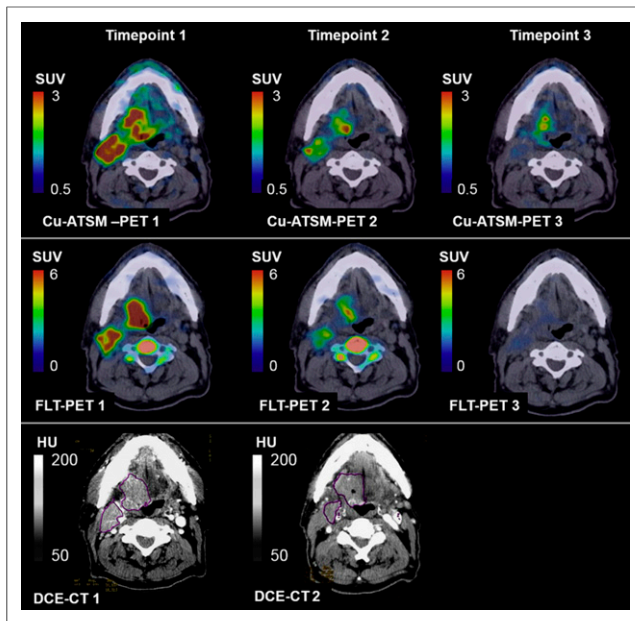 Timepoint 1 Timepoint 2 Timepoint 3
SUV SUV SUV
3 3 3
0.5 0.5 0.5
Cu-ATSM –PET 1 Cu-ATSM-PET 2 Cu-ATSM-PET 3
SUV SUV SUV
6 6 6
0 0 0
FLT-PET 1 FLT-PET 2 FLT-PET 3
HU HU
200 200
50 50
DCE-CT 1 DCE-CT 2